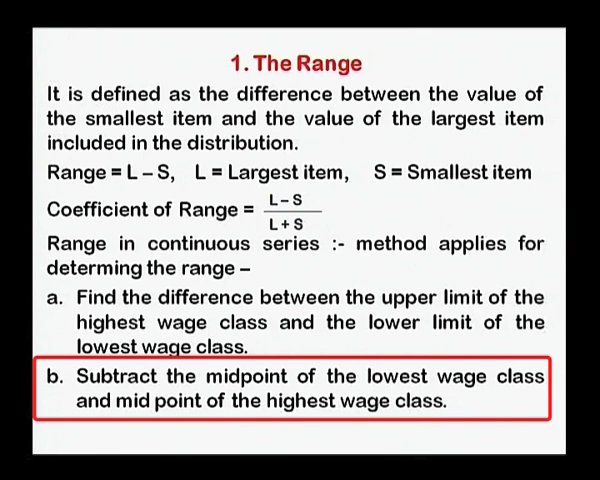 1. The Range
It is defined as the difference between the value of
the smallest item and the value of the largest item
included in the distribution.
Range = L – S, L = Largest item, S = Smallest item
Coefficient of Range = L – S
L + S
Range in continuous series :- method applies for
determing the range –
a. Find the difference between the upper limit of the
highest wage class and the lower limit of the
lowest wage class.
b. Subtract the midpoint of the lowest wage class
and mid point of the highest wage class.